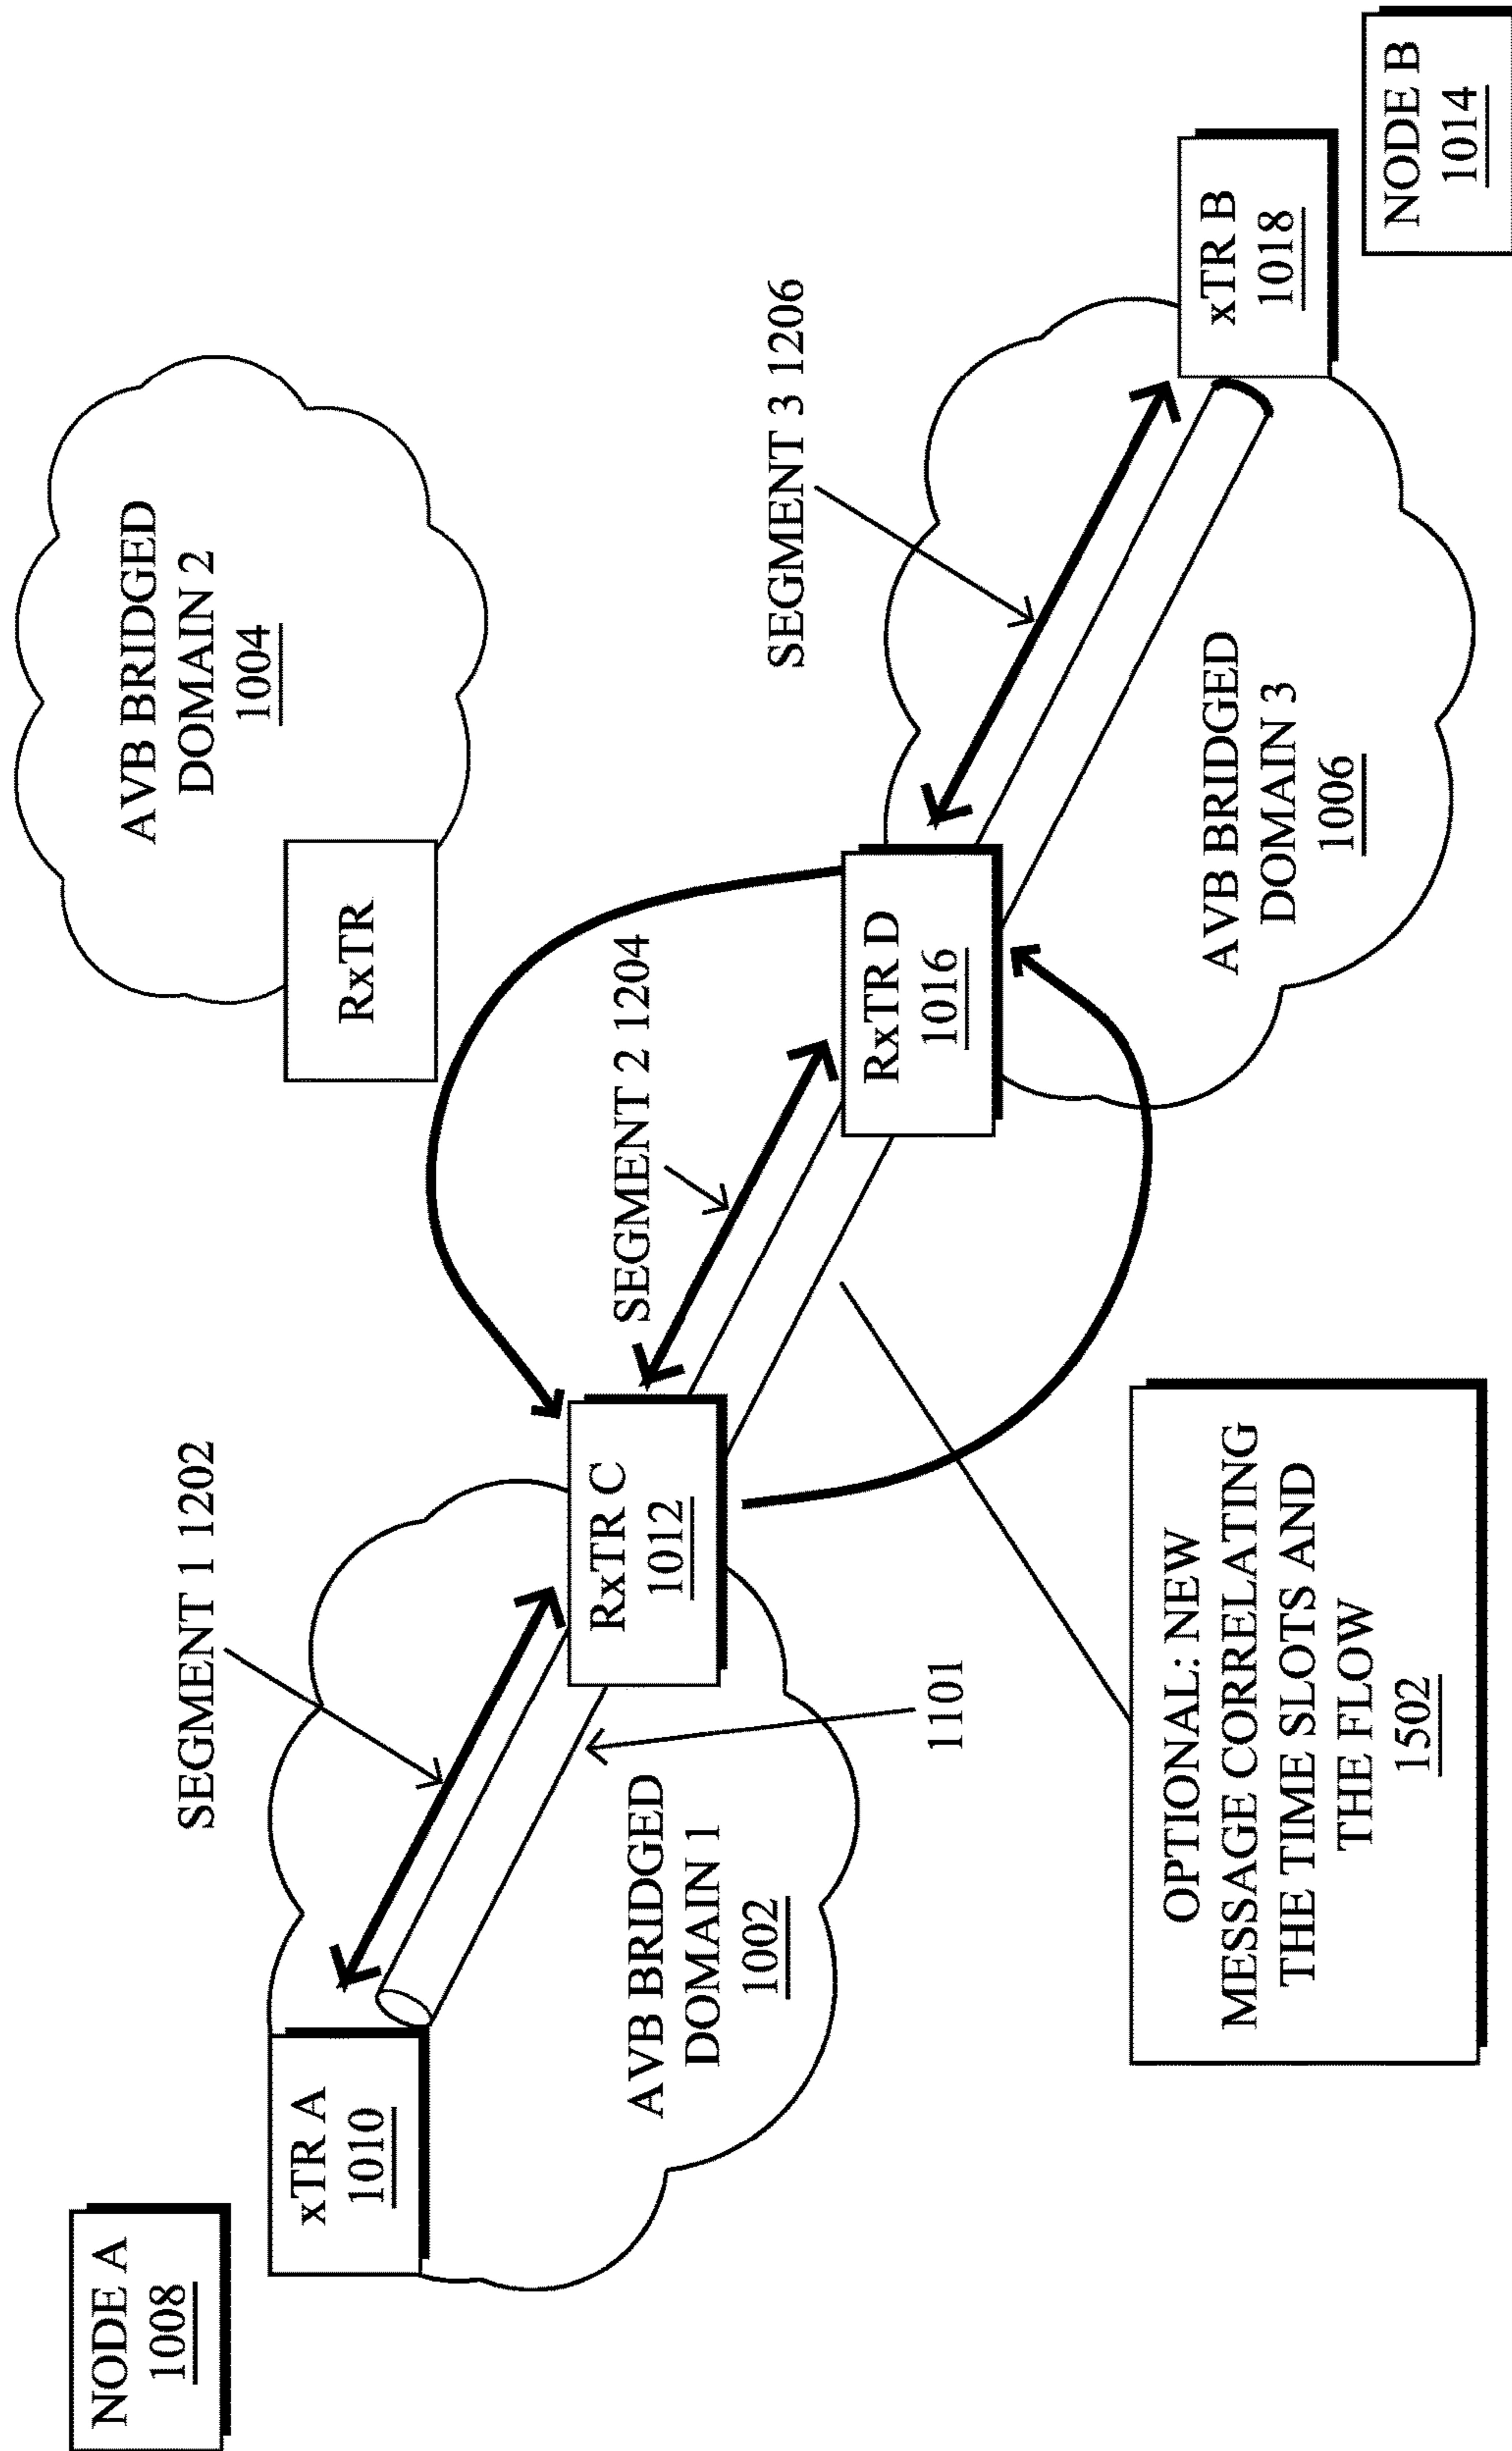 NODE A
1008
xTR A
1010
SEGMENT 1 1202
AVB BRIDGED
DOMAIN 1
1002
1101
RxTR C
1012
SEGMENT 2 1204
OPTIONAL: NEW
MESSAGE CORRELATING
THE TIME SLOTS AND
THE FLOW
1502
RxTR D
1016
RxTR
AVB BRIDGED
DOMAIN 2
1004
SEGMENT 3 1206
AVB BRIDGED
DOMAIN 3
1006
xTR B
1018
NODE B
1014